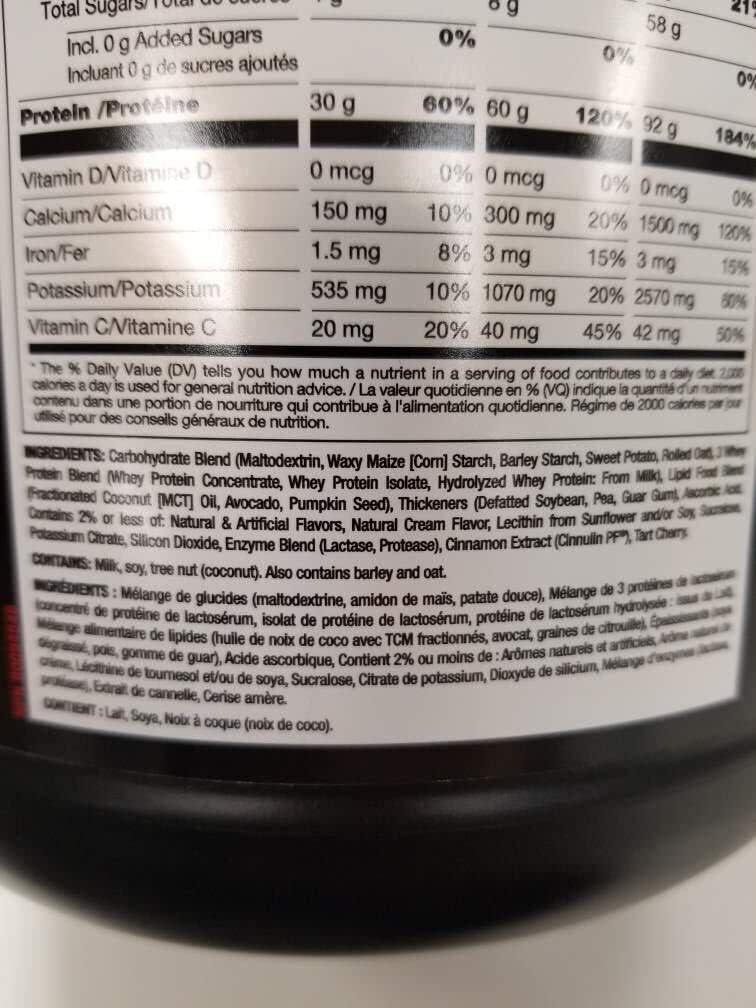 Total Sugars/Total
8 g
58 g
Incl. 0 g Added Sugars
Incluant 0 g de sucres ajoutés
0%
0%
0%
Protein /Protéine 30 g 60% 60 g 120% 92 g 184%
Vitamin D/Vitamine D 0 mcg 0% 0 mcg 0% 0 mcg 0%
Calcium/Calcium 150 mg 10% 300 mg 20% 1500 mg 120%
Iron/Fer 1.5 mg 8% 3 mg 15% 3 mg 15%
Potassium/Potassium 535 mg 10% 1070 mg 20% 2570 mg
Vitamin C/Vitamine C 20 mg 20% 40 mg 45% 42 mg 50%
* The % Daily Value (DV) tells you how much a nutrient in a serving of food contributes to a daily diet. 2,000
calories a day is used for general nutrition advice. / La valeur quotidienne en % (VQ) indique la quantité d'un nutriment
contenu dans une portion de nourriture qui contribue à l'alimentation quotidienne. Régime de 2000 calories par jour
utilisé pour des conseils généraux de nutrition.
INGREDIENTS: Carbohydrate Blend (Maltodextrin, Waxy Maize [Corn] Starch, Barley Starch, Sweet Potato, Rolled Oat), 3 Whey
Protein Blend (Whey Protein Concentrate, Whey Protein Isolate, Hydrolyzed Whey Protein: From Milk), Lipid Food Blend
(Fractionated Coconut [MCT] Oil, Avocado, Pumpkin Seed), Thickeners (Defatted Soybean, Pea, Guar Gum), Ascorbic Acid.
Contains 2% or less of: Natural & Artificial Flavors, Natural Cream Flavor, Lecithin from Sunflower and/or Soy, Sucralose,
Potassium Citrate, Silicon Dioxide, Enzyme Blend (Lactase, Protease), Cinnamon Extract (Cinnulin PF™), Tart Cherry.
CONTAINS: Milk, soy, tree nut (coconut). Also contains barley and oat.
INGRÉDIENTS : Mélange de glucides (maltodextrine, amidon de maïs, patate douce), Mélange de 3 protéines de lactosérum
(concentré de protéine de lactosérum, isolat de protéine de lactosérum, protéine de lactosérum hydrolysée : issus de Lait),
Mélange alimentaire de lipides (huile de noix de coco avec TCM fractionnés, avocat, graines de citrouille), Épaississants
dégraissé, pois, gomme de guar), Acide ascorbique, Contient 2% ou moins de : Arômes naturels et artificiels, Arôme naturel de
crème, Lécithine de tournesol et/ou de soya, Sucralose, Citrate de potassium, Dioxyde de silicium, Mélange d'enzymes
protéase), Extrait de cannelle, Cerise amère.
CONTIENT : Lait, Soya, Noix à coque (noix de coco).